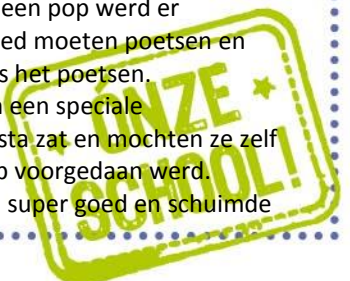 een pop werd er
ed moeten poetsen en
s het poetsen.
een speciale
sta zat en mochten ze zelf
voorgedaan werd.
super goed en schuimde
ONZE
SCHOOL!